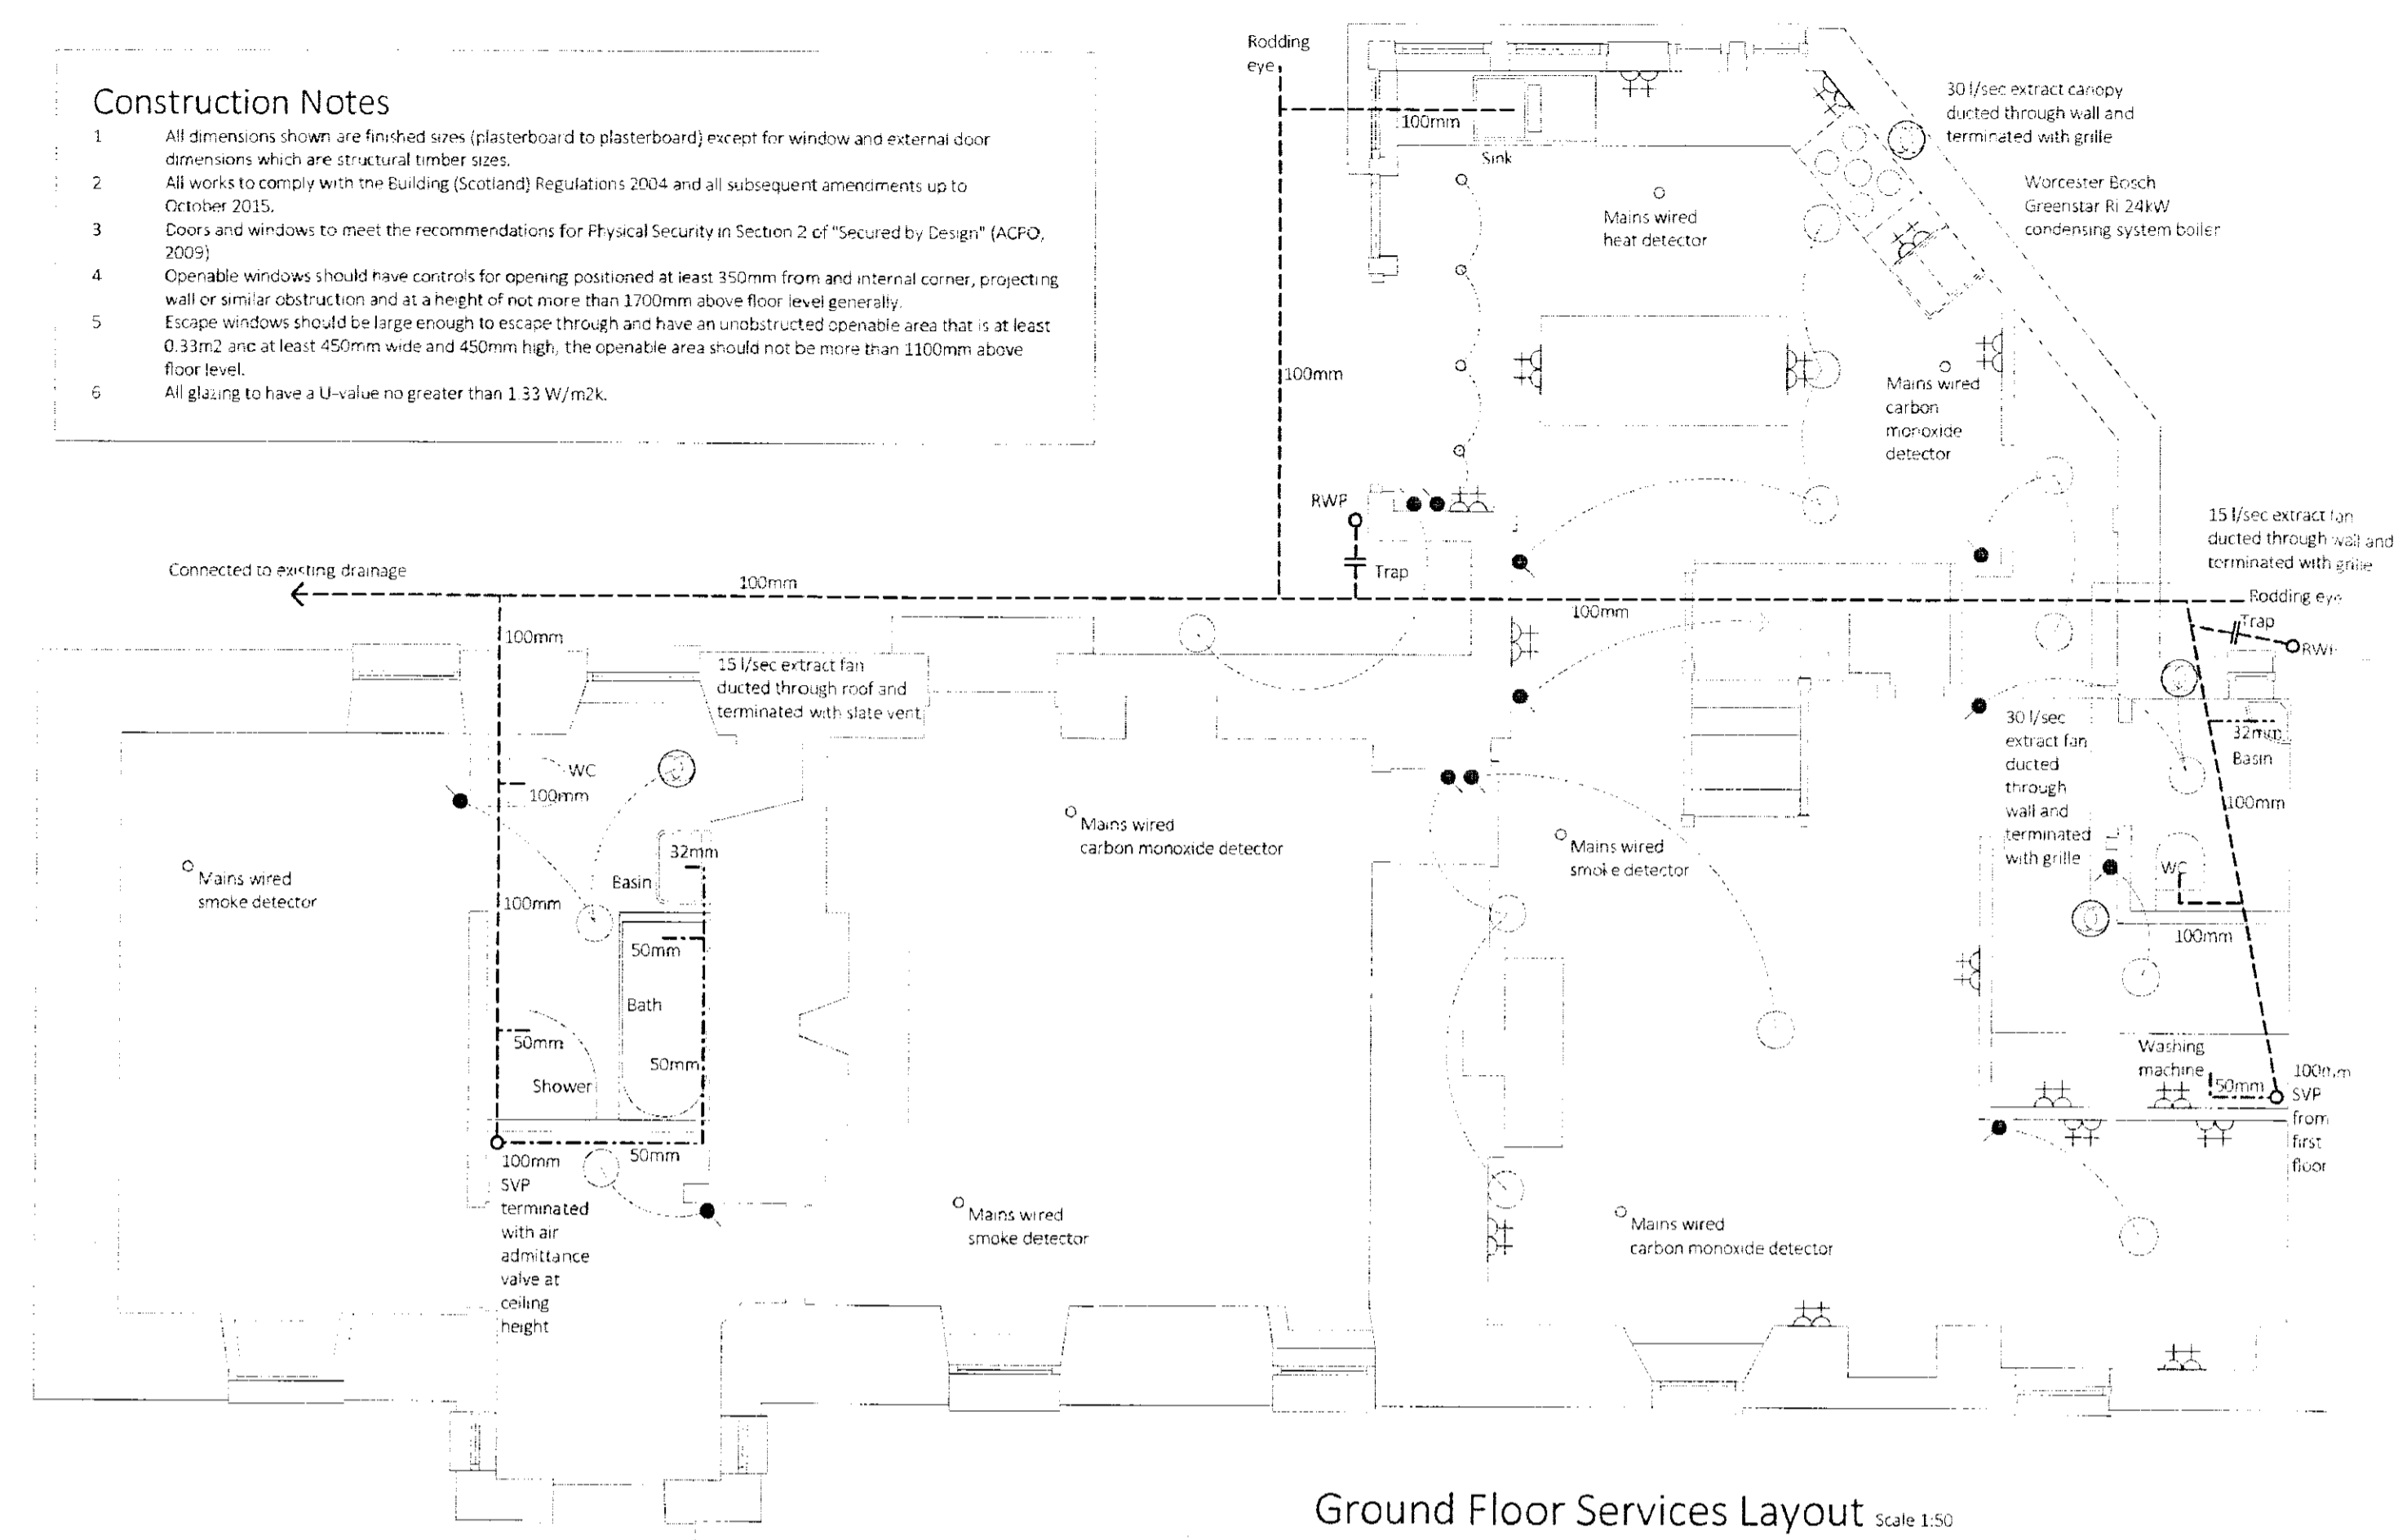 Construction Notes
1 All dimensions shown are finished sizes (plasterboard to plasterboard) except for window and external door
dimensions which are structural timber sizes.
2 All works to comply with the Building (Scotland) Regulations 2004 and all subsequent amendments up to
October 2015.
3 Doors and windows to meet the recommendations for Physical Security in Section 2 of "Secured by Design" (ACPO,
2009)
4 Openable windows should have controls for opening positioned at least 350mm from and internal corner, projecting
wall or similar obstruction and at a height of not more than 1700mm above floor level generally.
5 Escape windows should be large enough to escape through and have an unobstructed openable area that is at least
0.33m2 and at least 450mm wide and 450mm high, the openable area should not be more than 1100mm above
floor level.
6 All glazing to have a U-value no greater than 1.33 W/m2k.
Rodding
eye
100mm
Sink
30 l/sec extract canopy
ducted through wall and
terminated with grille
Worcester Bosch
Greenstar Ri 24kW
condensing system boiler
Mains wired
heat detector
100mm
Mains wired
carbon
monoxide
detector
RWP
Trap
15 l/sec extract fan
ducted through wall and
terminated with grille
Connected to existing drainage
100mm
100mm
Rodding eye
Trap
RWP
100mm
15 l/sec extract fan
ducted through roof and
terminated with slate vent
WC
100mm
30 l/sec
extract fan
ducted
through
wall and
terminated
with grille
32mm
Basin
100mm
WC
100mm
Mains wired
smoke detector
32mm
Basin
100mm
50mm
Bath
50mm
Shower
50mm
50mm
100mm
SVP
terminated
with air
admittance
valve at
ceiling
height
Mains wired
carbon monoxide detector
Mains wired
smoke detector
Mains wired
smoke detector
Mains wired
carbon monoxide detector
Washing
machine
50mm
100mm
SVP
from
first
floor
Ground Floor Services Layout Scale 1:50